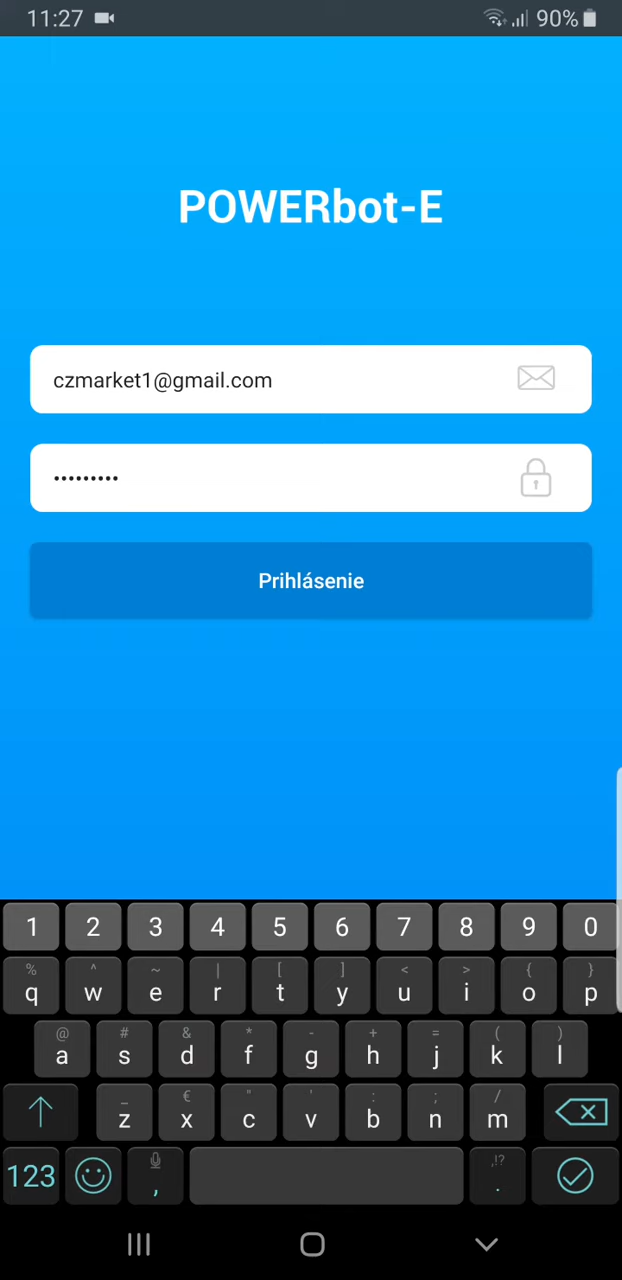 11:27 90%
POWERbot-E
czmarket1@gmail.com
•••••••••
Prihlásenie
1 2 3 4 5 6 7 8 9 0
% ^ ~ | [ ] < > { }
q w e r t y u i o p
@ # & * - + = ( )
a s d f g h j k l
_ € " ' : ; /
z x c v b n m
,!?
123 , .